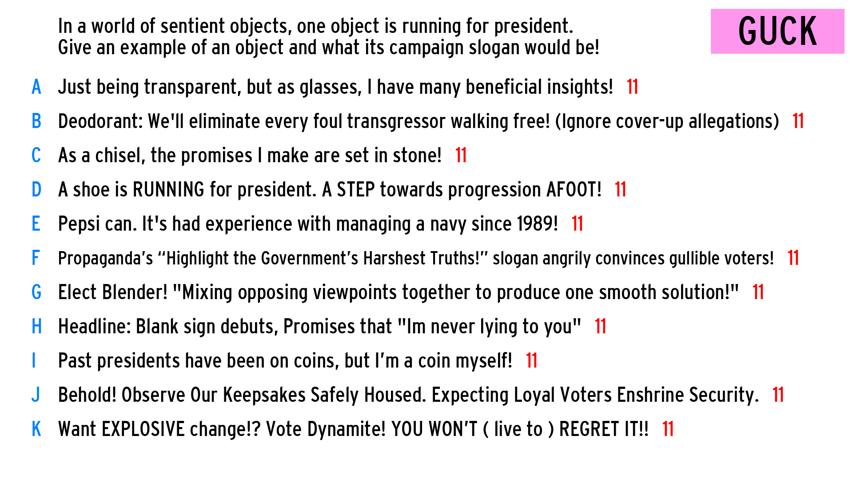 In a world of sentient objects, one object is running for president.
Give an example of an object and what its campaign slogan would be!
GUCK
A Just being transparent, but as glasses, I have many beneficial insights! 11
B Deodorant: We'll eliminate every foul transgressor walking free! (Ignore cover-up allegations) 11
C As a chisel, the promises I make are set in stone! 11
D A shoe is RUNNING for president. A STEP towards progression AFOOT! 11
E Pepsi can. It's had experience with managing a navy since 1989! 11
F Propaganda’s “Highlight the Government’s Harshest Truths!” slogan angrily convinces gullible voters! 11
G Elect Blender! "Mixing opposing viewpoints together to produce one smooth solution!" 11
H Headline: Blank sign debuts, Promises that "Im never lying to you" 11
I Past presidents have been on coins, but I’m a coin myself! 11
J Behold! Observe Our Keepsakes Safely Housed. Expecting Loyal Voters Enshrine Security. 11
K Want EXPLOSIVE change!? Vote Dynamite! YOU WON’T ( live to ) REGRET IT!! 11